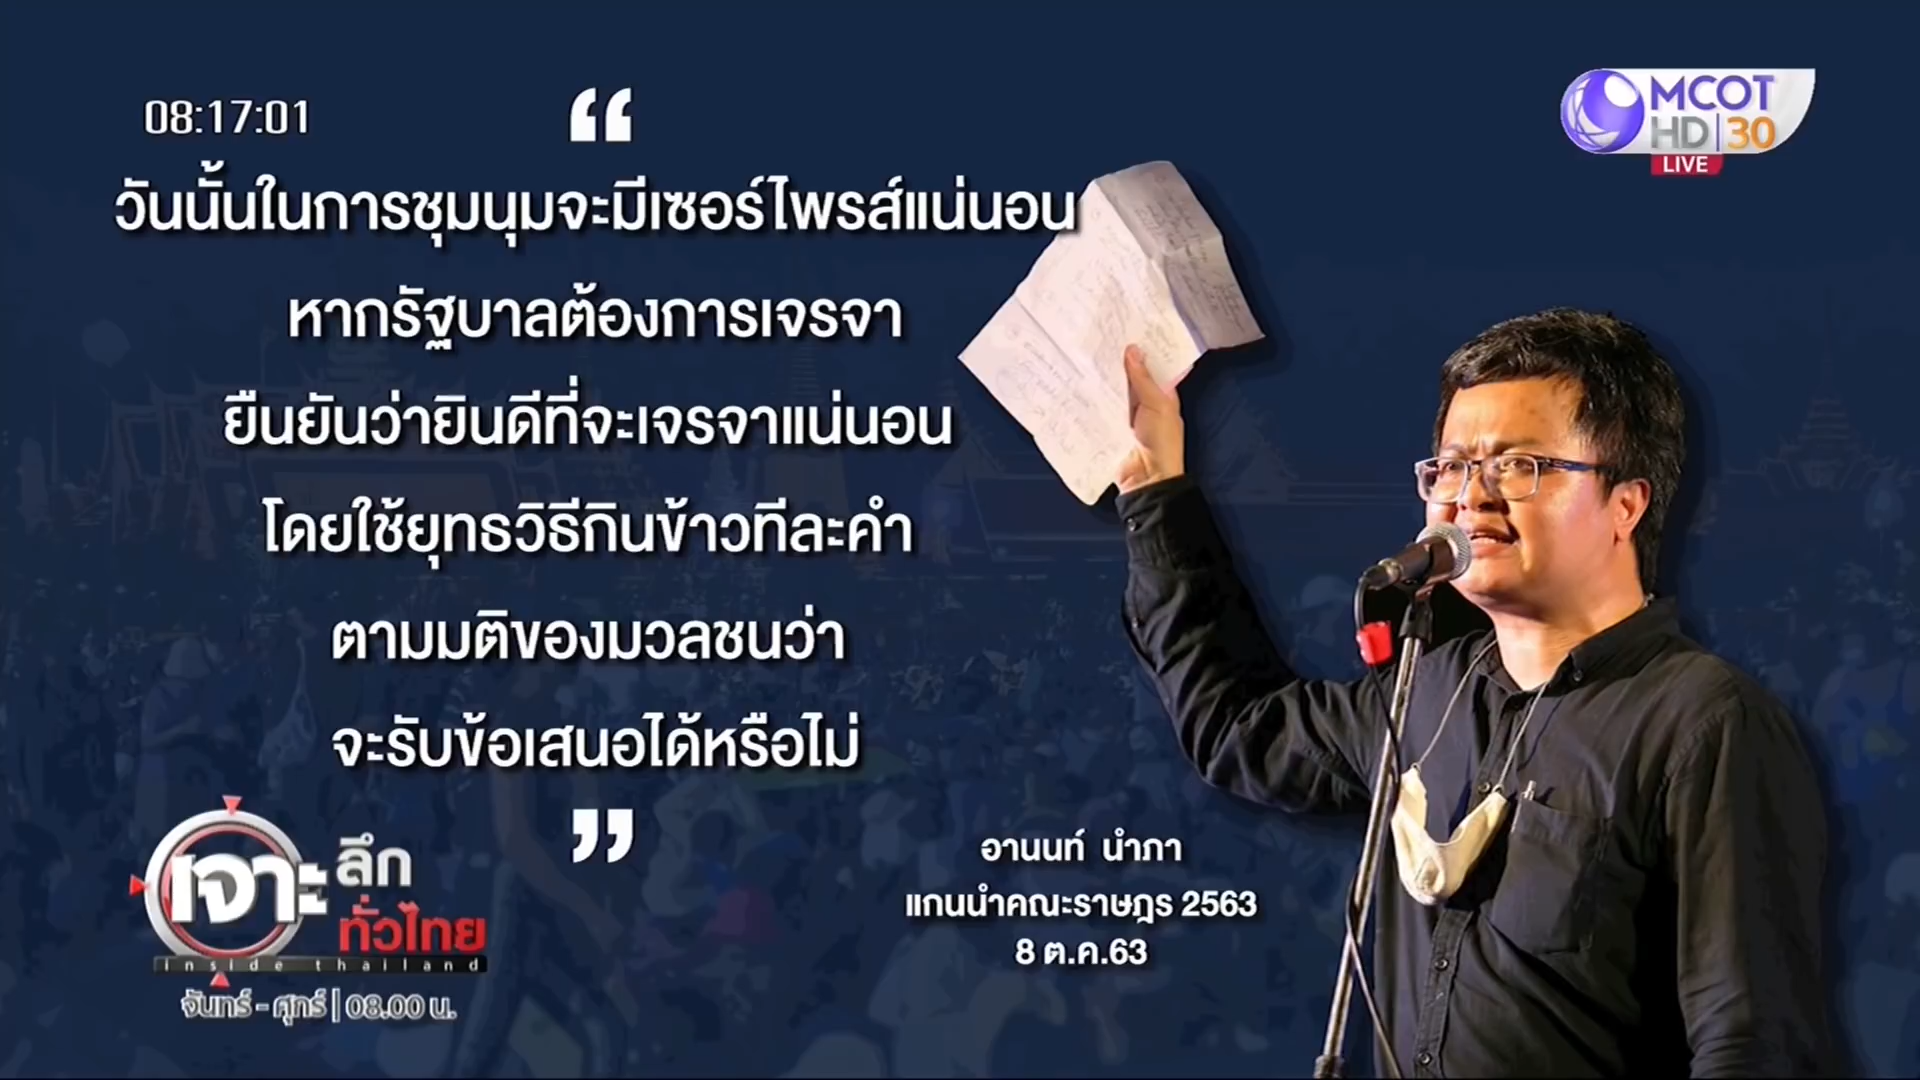 08:17:01
MCOT
HD 30
LIVE
“
วันนั้นในการชุมนุมจะมีเซอร์ไพรส์แน่นอน
หากรัฐบาลต้องการเจรจา
ยืนยันว่ายินดีที่จะเจรจาแน่นอน
โดยใช้ยุทธวิธีกินข้าวทีละคำ
ตามมติของมวลชนว่า
จะรับข้อเสนอได้หรือไม่
”
อานนท์ นำภา
แกนนำคณะราษฎร 2563
8 ต.ค.63
เจาะลึก
ทั่วไทย
inside thailand
จันทร์ - ศุกร์ | 08.00 น.